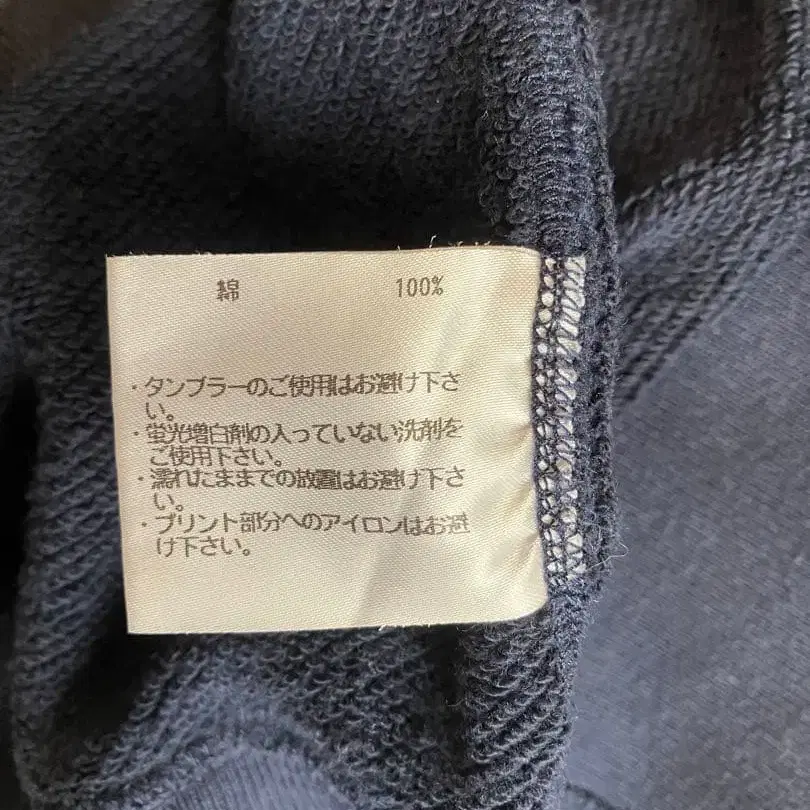 綿 100%
・タンブラーのご使用はお避け下さ
い。
・蛍光増白剤の入っていない洗剤を
ご使用下さい。
・濡れたままでの放置はお避け下さ
い。
・プリント部分へのアイロンはお避
け下さい。